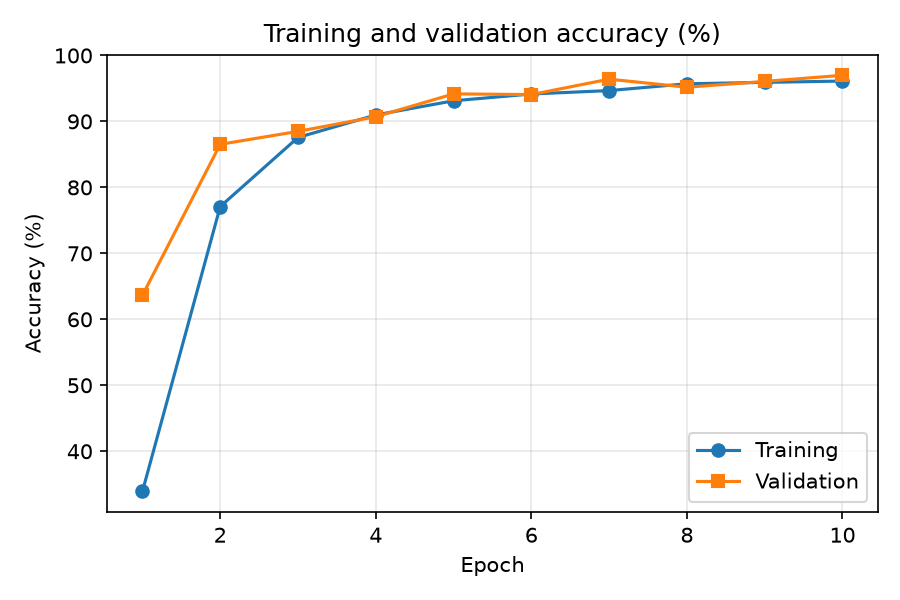 Training and validation accuracy (%)
100
90
80
70
60
50
40
Accuracy (%)
2 4 6 8 10
Epoch
Training
Validation